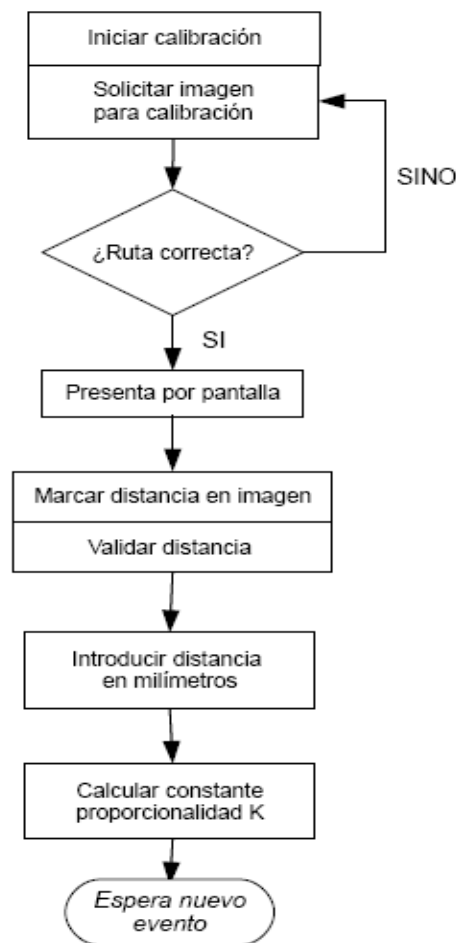 Iniciar calibración
Solicitar imagen
para calibración
SINO
¿Ruta correcta?
SI
Presenta por pantalla
Marcar distancia en imagen
Validar distancia
Introducir distancia
en milímetros
Calcular constante
proporcionalidad K
Espera nuevo
evento